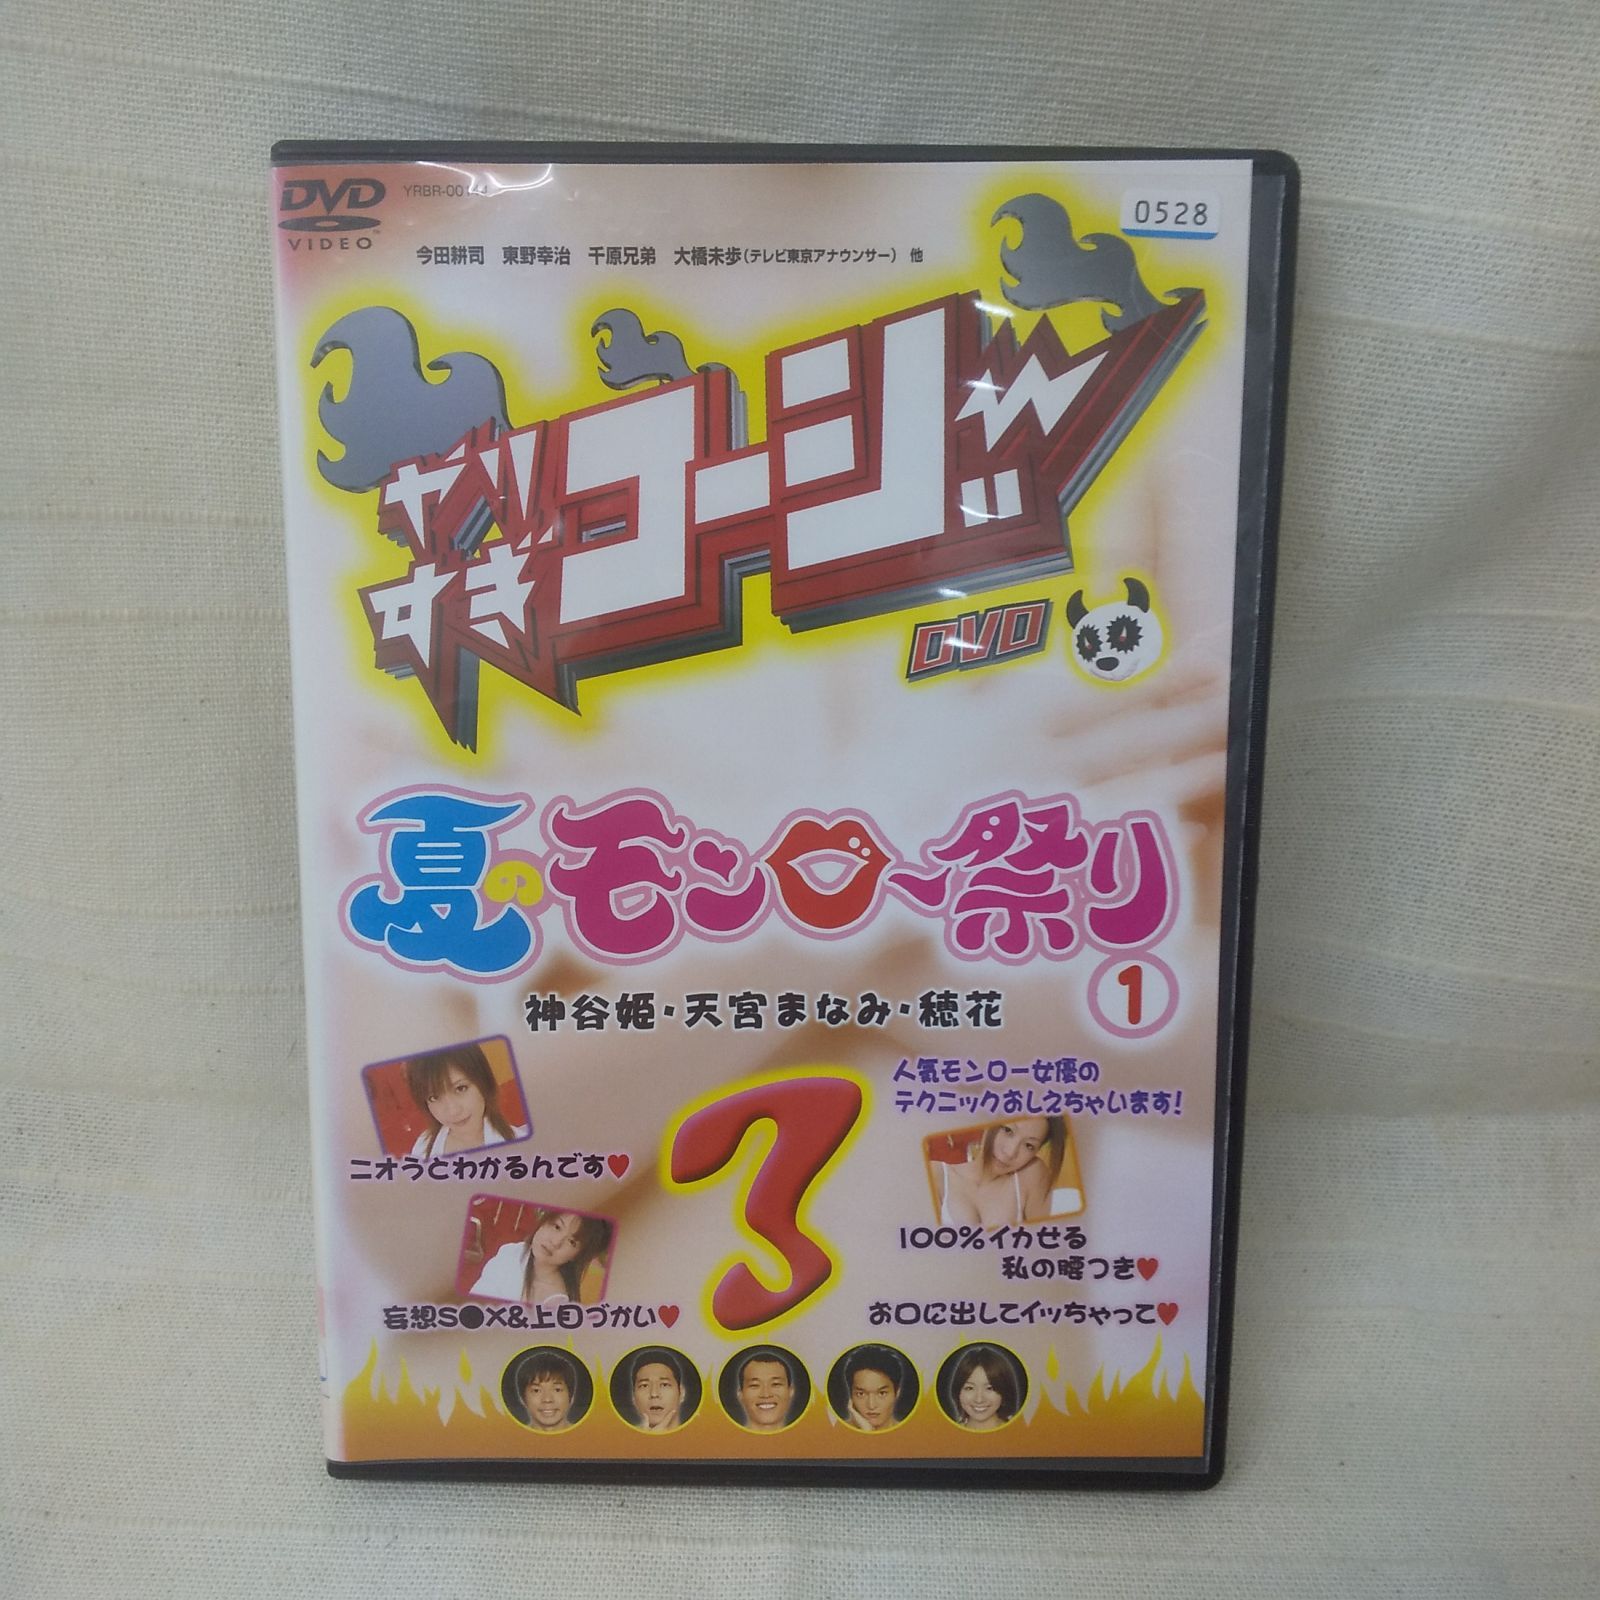 DVD
VIDEO
YRBR-00144
0528
今田耕司 東野幸治 千原兄弟 大橋未歩(テレビ東京アナウンサー) 他
やり
すぎ
コージー
DVD
夏のモンロー祭り
1
神谷姫・天宮まなみ・穂花
人気モンロー女優の
テクニックおしえちゃいます!
ニオうとわかるんです♥
3
100%イカせる
私の腰つき♥
妄想S●X&上目づかい♥
お口に出してイッちゃって♥